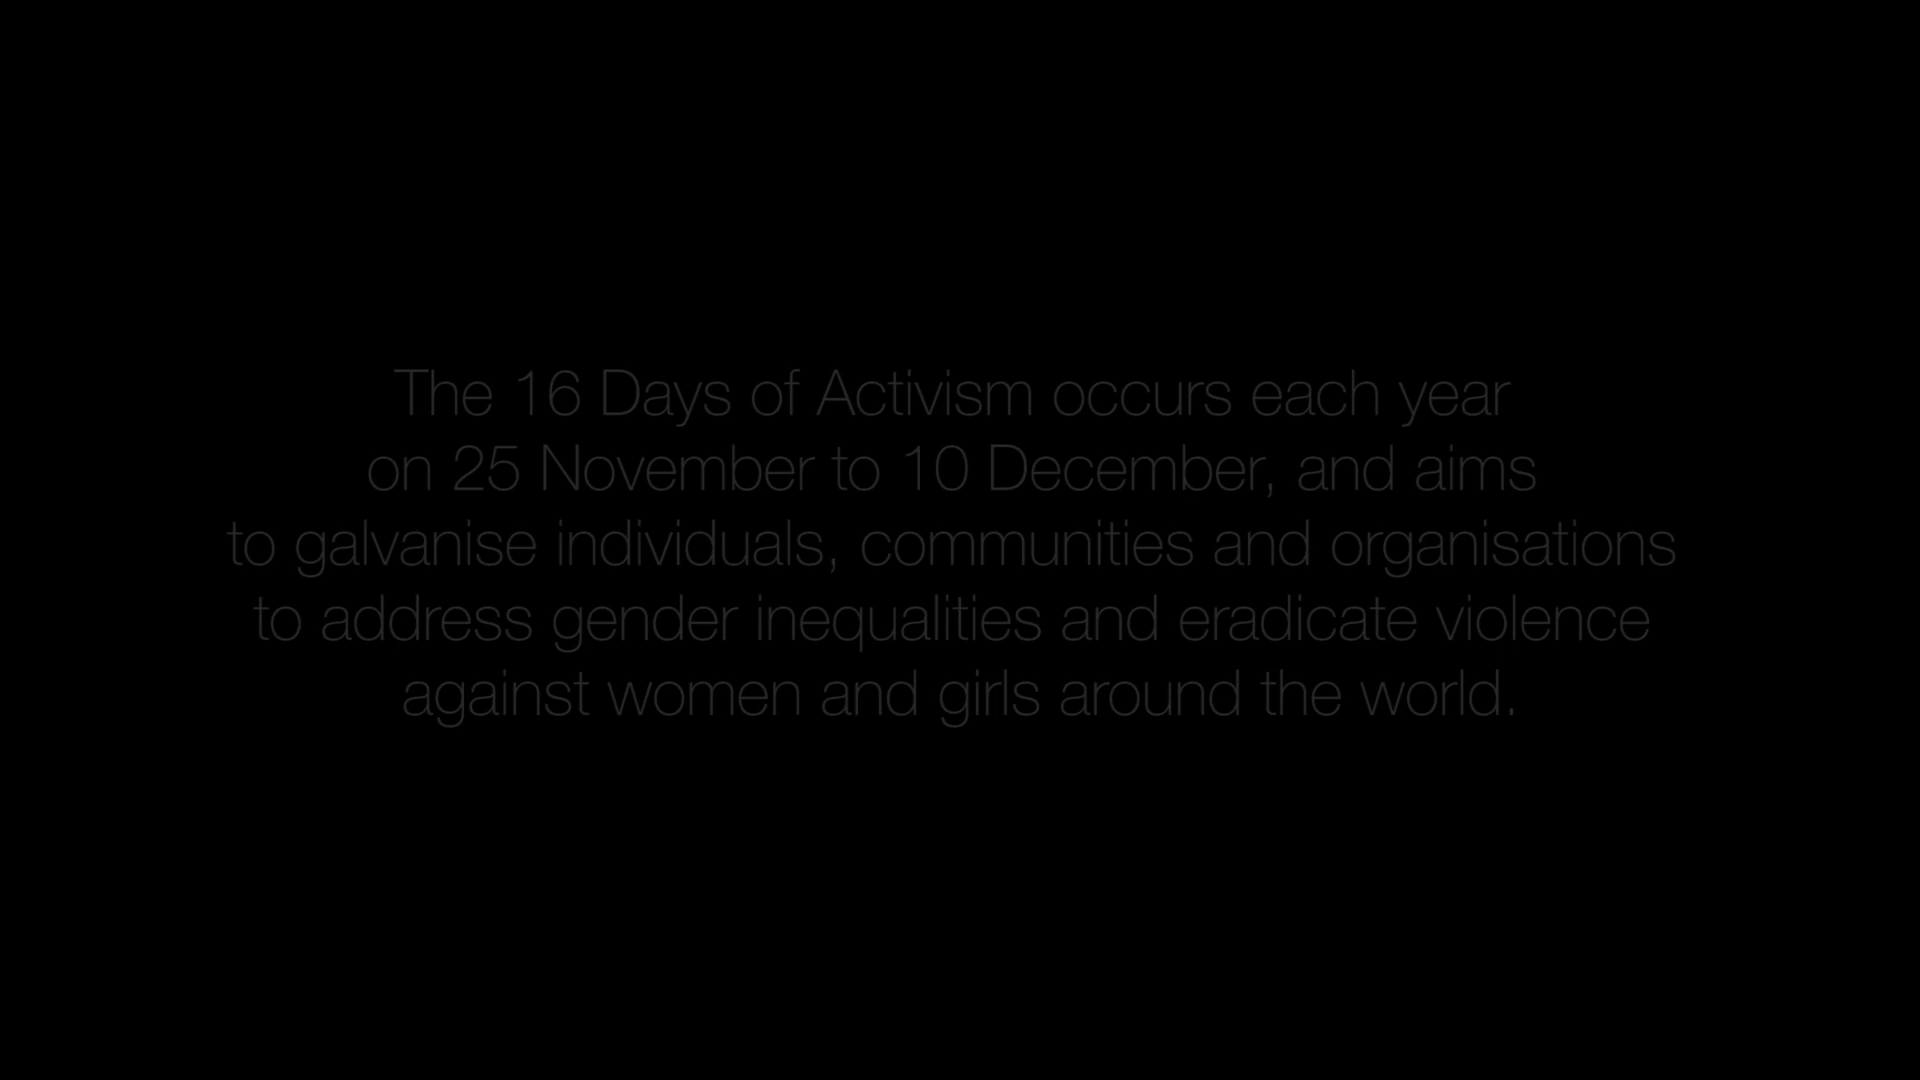 The 16 Days of Activism occurs each year
on 25 November to 10 December, and aims
to galvanise individuals, communities and organisations
to address gender inequalities and eradicate violence
against women and girls around the world.